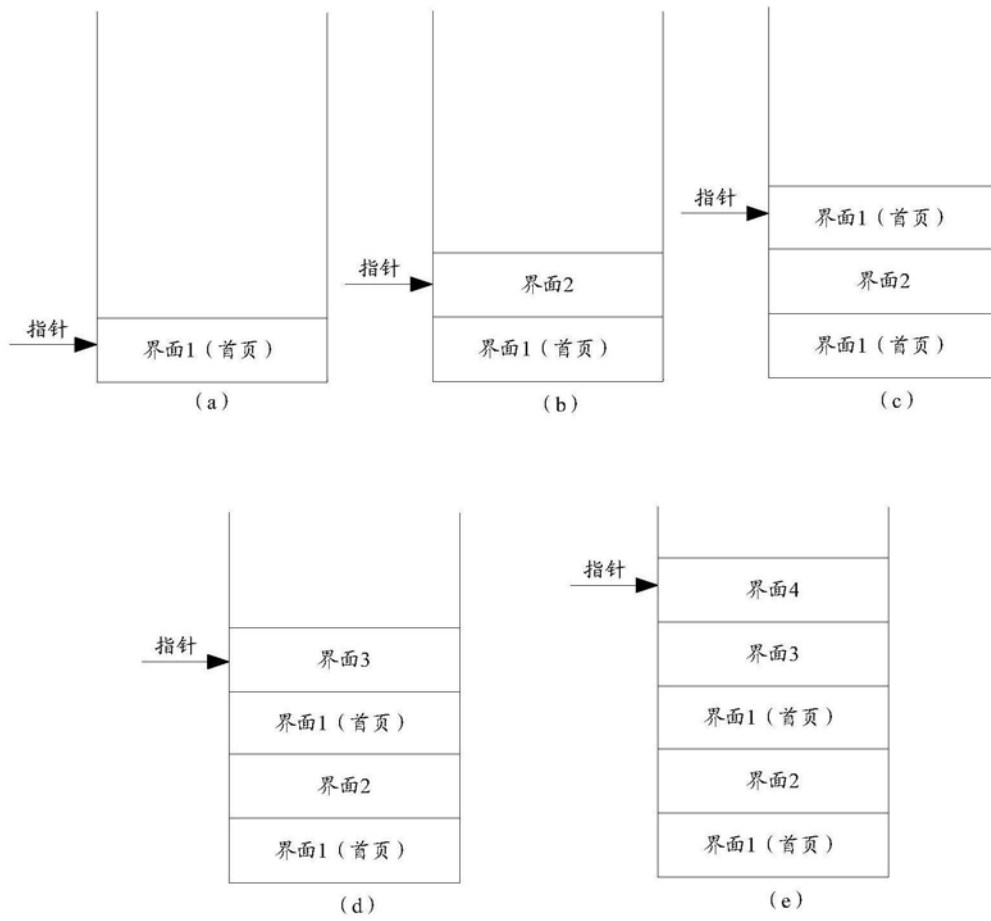 指针
界面1（首页）
（a）
指针
界面2
界面1（首页）
（b）
指针
界面1（首页）
界面2
界面1（首页）
（c）
指针
界面3
界面1（首页）
界面2
界面1（首页）
（d）
指针
界面4
界面3
界面1（首页）
界面2
界面1（首页）
（e）